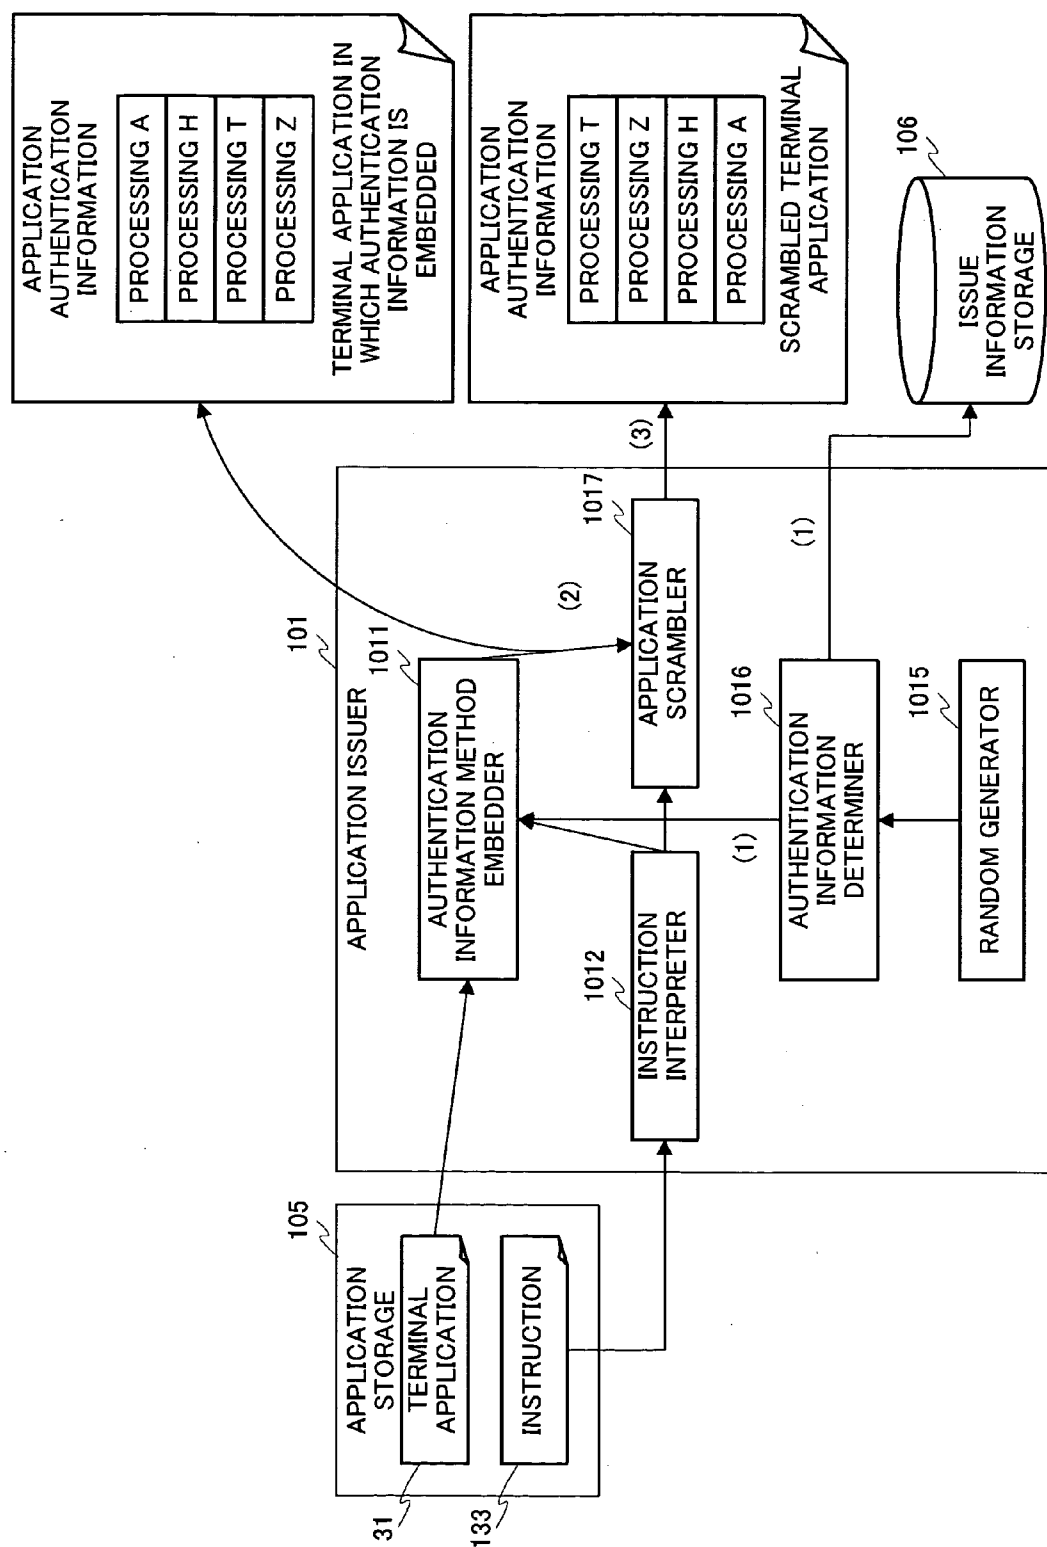 105
APPLICATION
STORAGE
TERMINAL
APPLICATION
31
INSTRUCTION
133
101
APPLICATION ISSUER
1011
AUTHENTICATION
INFORMATION METHOD
EMBEDDER
1012
INSTRUCTION
INTERPRETER
1017
APPLICATION
SCRAMBLER
1016
AUTHENTICATION
INFORMATION
DETERMINER
1015
RANDOM GENERATOR
(1)
(2)
(3)
(1)
APPLICATION
AUTHENTICATION
INFORMATION
PROCESSING A
PROCESSING H
PROCESSING T
PROCESSING Z
TERMINAL APPLICATION IN
WHICH AUTHENTICATION
INFORMATION IS
EMBEDDED
APPLICATION
AUTHENTICATION
INFORMATION
PROCESSING T
PROCESSING Z
PROCESSING H
PROCESSING A
SCRAMBLED TERMINAL
APPLICATION
106
ISSUE
INFORMATION
STORAGE